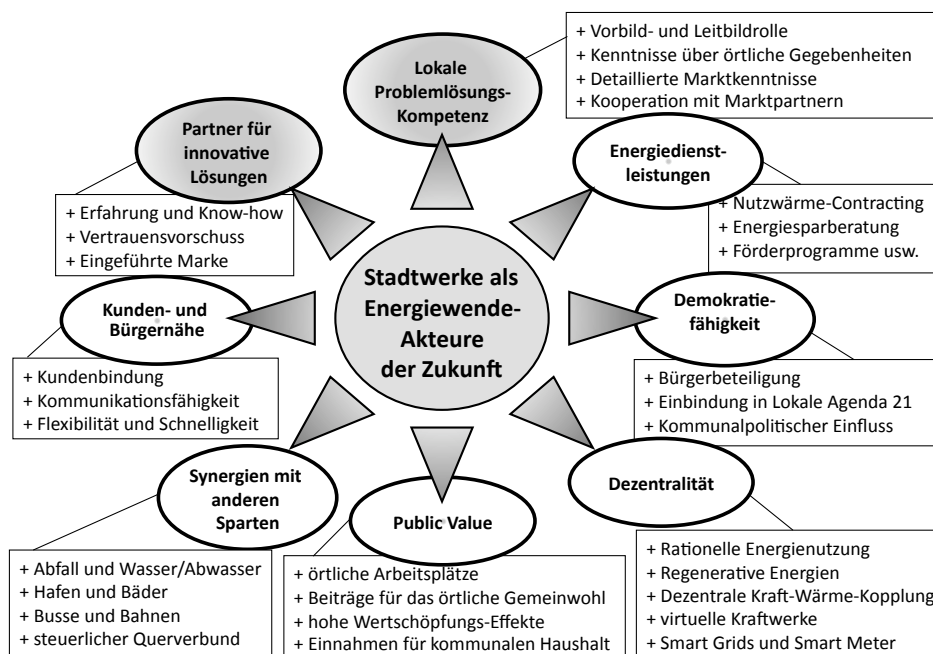 Lokale
Problemlösungs-
Kompetenz
+ Vorbild- und Leitbildrolle
+ Kenntnisse über örtliche Gegebenheiten
+ Detaillierte Marktkenntnisse
+ Kooperation mit Marktpartnern
Partner für
innovative
Lösungen
+ Erfahrung und Know-how
+ Vertrauensvorschuss
+ Eingeführte Marke
Energiedienst-
leistungen
+ Nutzwärme-Contracting
+ Energiesparberatung
+ Förderprogramme usw.
Stadtwerke als
Energiewende-
Akteure
der Zukunft
Kunden- und
Bürgernähe
+ Kundenbindung
+ Kommunikationsfähigkeit
+ Flexibilität und Schnelligkeit
Demokratie-
fähigkeit
+ Bürgerbeteiligung
+ Einbindung in Lokale Agenda 21
+ Kommunalpolitischer Einfluss
Synergien mit
anderen
Sparten
+ Abfall und Wasser/Abwasser
+ Hafen und Bäder
+ Busse und Bahnen
+ steuerlicher Querverbund
Public Value
+ örtliche Arbeitsplätze
+ Beiträge für das örtliche Gemeinwohl
+ hohe Wertschöpfungs-Effekte
+ Einnahmen für kommunalen Haushalt
Dezentralität
+ Rationelle Energienutzung
+ Regenerative Energien
+ Dezentrale Kraft-Wärme-Kopplung
+ virtuelle Kraftwerke
+ Smart Grids und Smart Meter